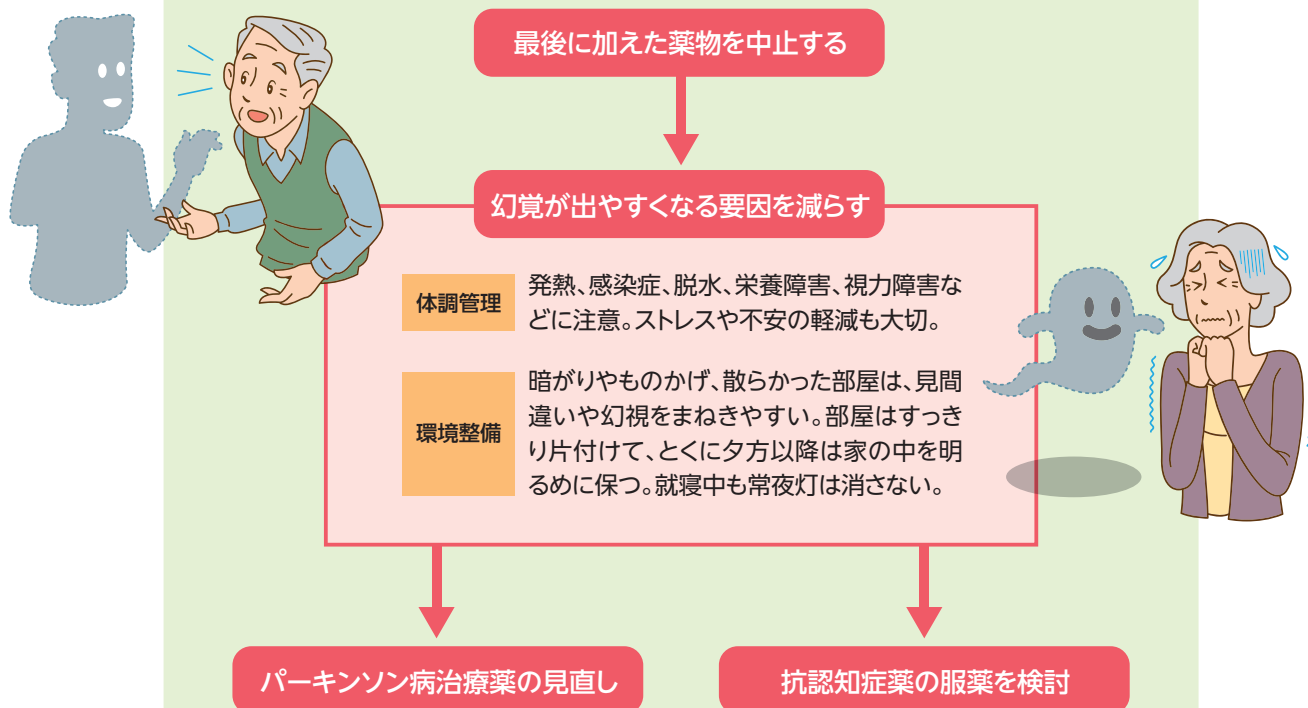 最後に加えた薬物を中止する
幻覚が出やすくなる要因を減らす
体調管理
発熱、感染症、脱水、栄養障害、視力障害な
どに注意。ストレスや不安の軽減も大切。
環境整備
暗がりやものかげ、散らかった部屋は、見間
違いや幻視をまねきやすい。部屋はすっき
り片付けて、とくに夕方以降は家の中を明
るめに保つ。就寝中も常夜灯は消さない。
パーキンソン病治療薬の見直し
抗認知症薬の服薬を検討